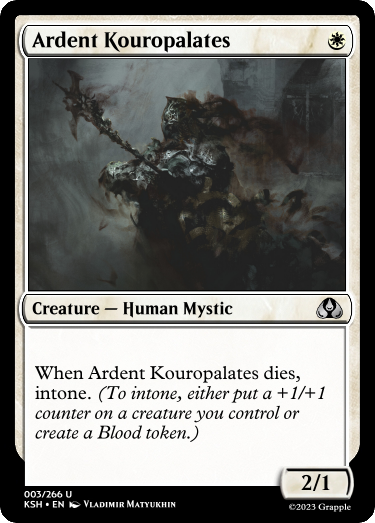 Ardent Kouropalates
Creature — Human Mystic
When Ardent Kouropalates dies,
intone. (To intone, either put a +1/+1
counter on a creature you control or
create a Blood token.)
2/1
003/266 U
KSH • EN Vladimir Matyukhin
©2023 Grapple